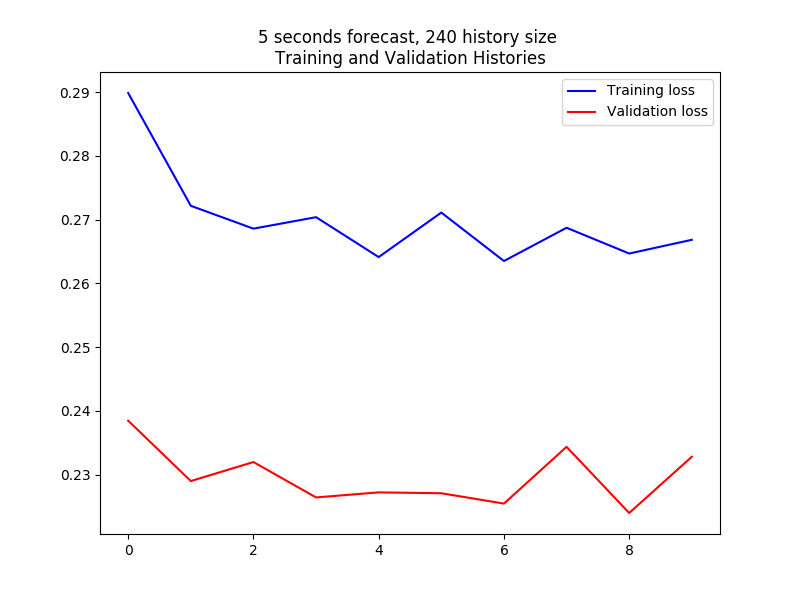 5 seconds forecast, 240 history size
Training and Validation Histories
Training loss
Validation loss
0.29
0.28
0.27
0.26
0.25
0.24
0.23
0 2 4 6 8